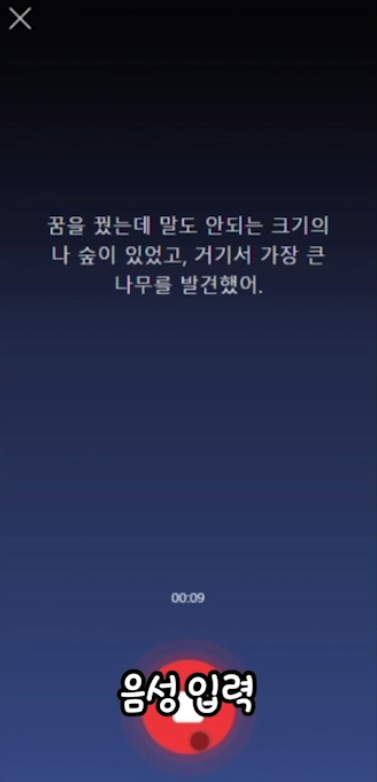 꿈을 꿨는데 말도 안되는 크기의
나 숲이 있었고, 거기서 가장 큰
나무를 발견했어.
00:09
음성 입력